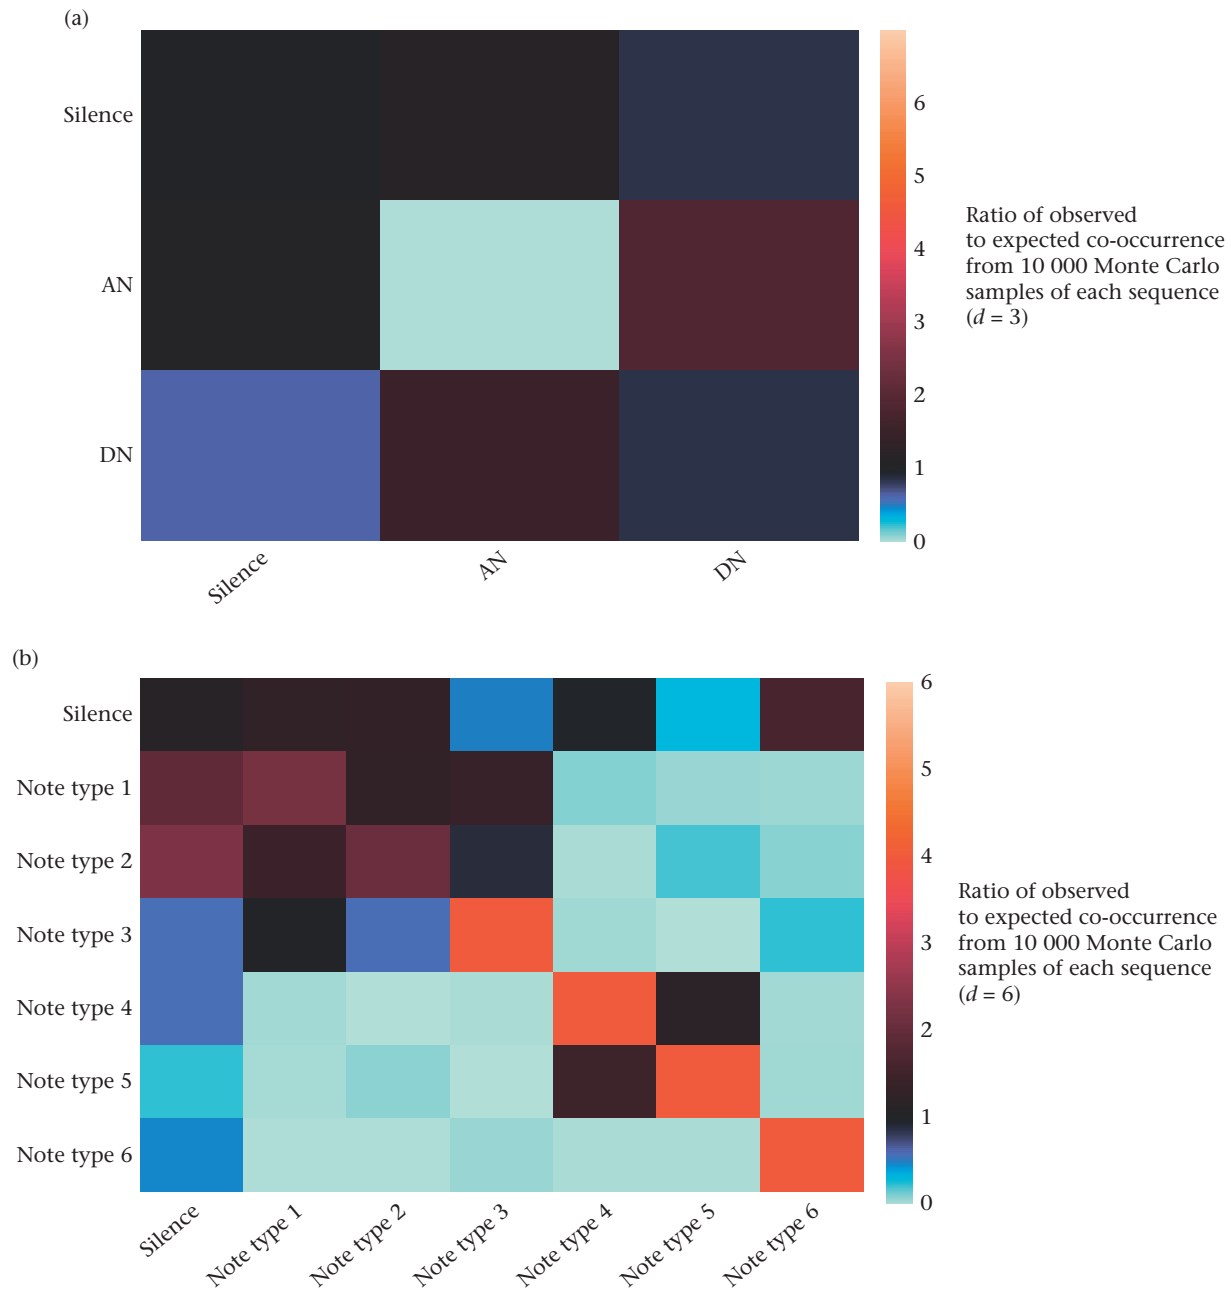 (a)
Silence
AN
DN
Silence
AN
DN
6
5
4
3
2
1
0
Ratio of observed
to expected co-occurrence
from 10 000 Monte Carlo
samples of each sequence
(d = 3)
(b)
Silence
Note type 1
Note type 2
Note type 3
Note type 4
Note type 5
Note type 6
Silence
Note type 1
Note type 2
Note type 3
Note type 4
Note type 5
Note type 6
6
5
4
3
2
1
0
Ratio of observed
to expected co-occurrence
from 10 000 Monte Carlo
samples of each sequence
(d = 6)